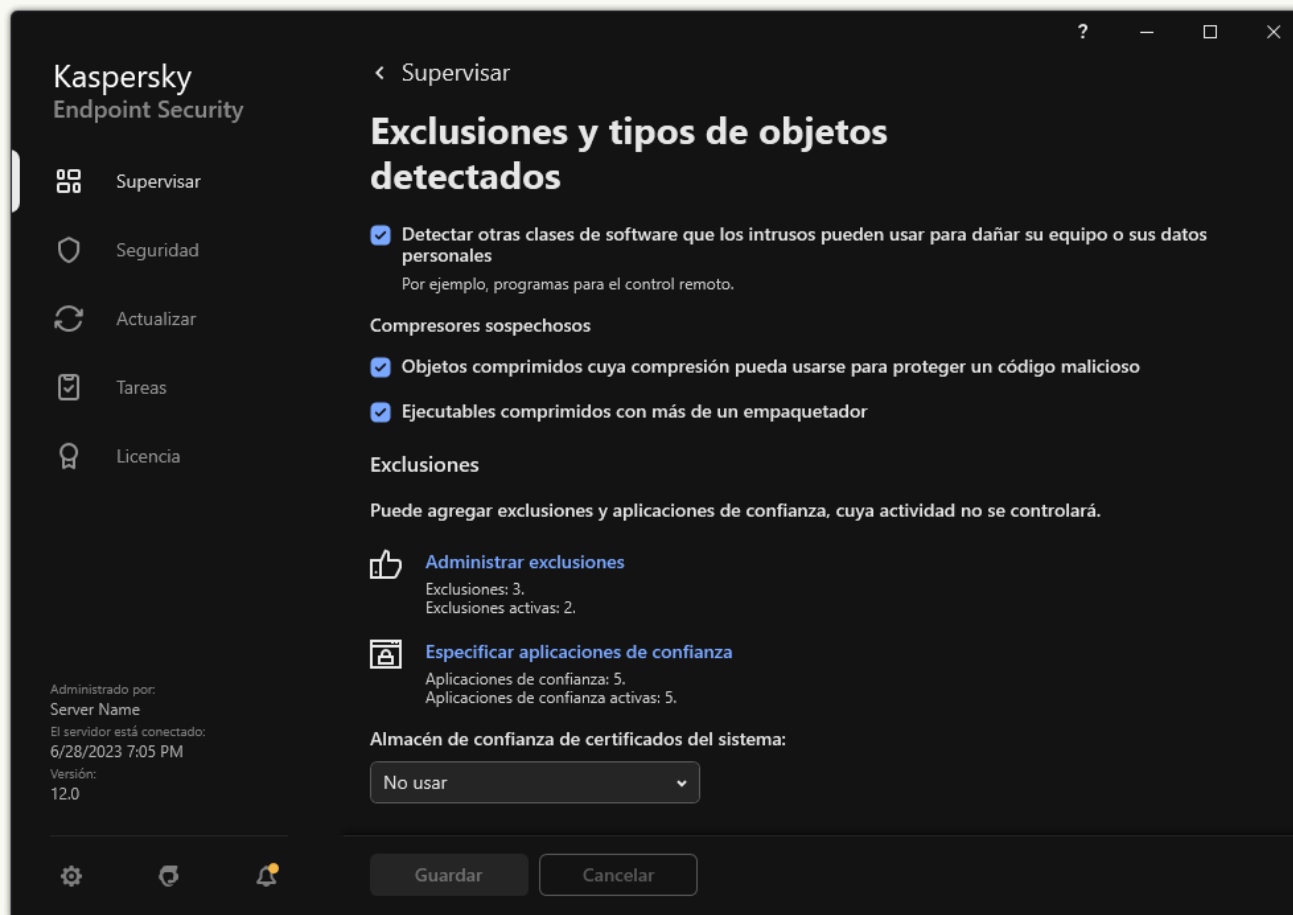 ?
Kaspersky
Endpoint Security
Supervisar
Seguridad
Actualizar
Tareas
Licencia
Administrado por:
Server Name
El servidor está conectado:
6/28/2023 7:05 PM
Versión:
12.0
Supervisar
Exclusiones y tipos de objetos
detectados
Detectar otras clases de software que los intrusos pueden usar para dañar su equipo o sus datos
personales
Por ejemplo, programas para el control remoto.
Compresores sospechosos
Objetos comprimidos cuya compresión pueda usarse para proteger un código malicioso
Ejecutables comprimidos con más de un empaquetador
Exclusiones
Puede agregar exclusiones y aplicaciones de confianza, cuya actividad no se controlará.
Administrar exclusiones
Exclusiones: 3.
Exclusiones activas: 2.
Especificar aplicaciones de confianza
Aplicaciones de confianza: 5.
Aplicaciones de confianza activas: 5.
Almacén de confianza de certificados del sistema:
No usar
Guardar
Cancelar